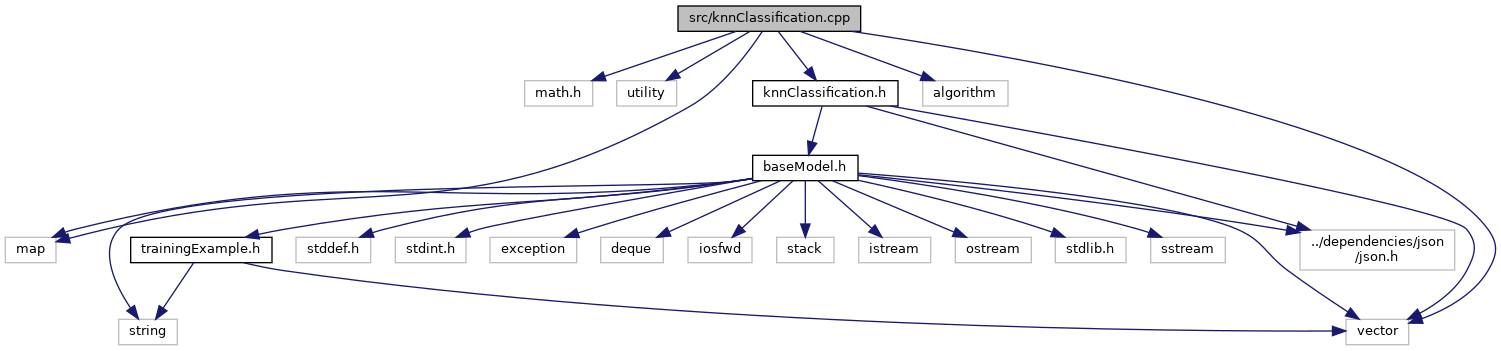 src/knnClassification.cpp
math.h
utility
knnClassification.h
algorithm
baseModel.h
map
trainingExample.h
stddef.h
stdint.h
exception
deque
iosfwd
stack
istream
ostream
stdlib.h
sstream
../dependencies/json
/json.h
string
vector